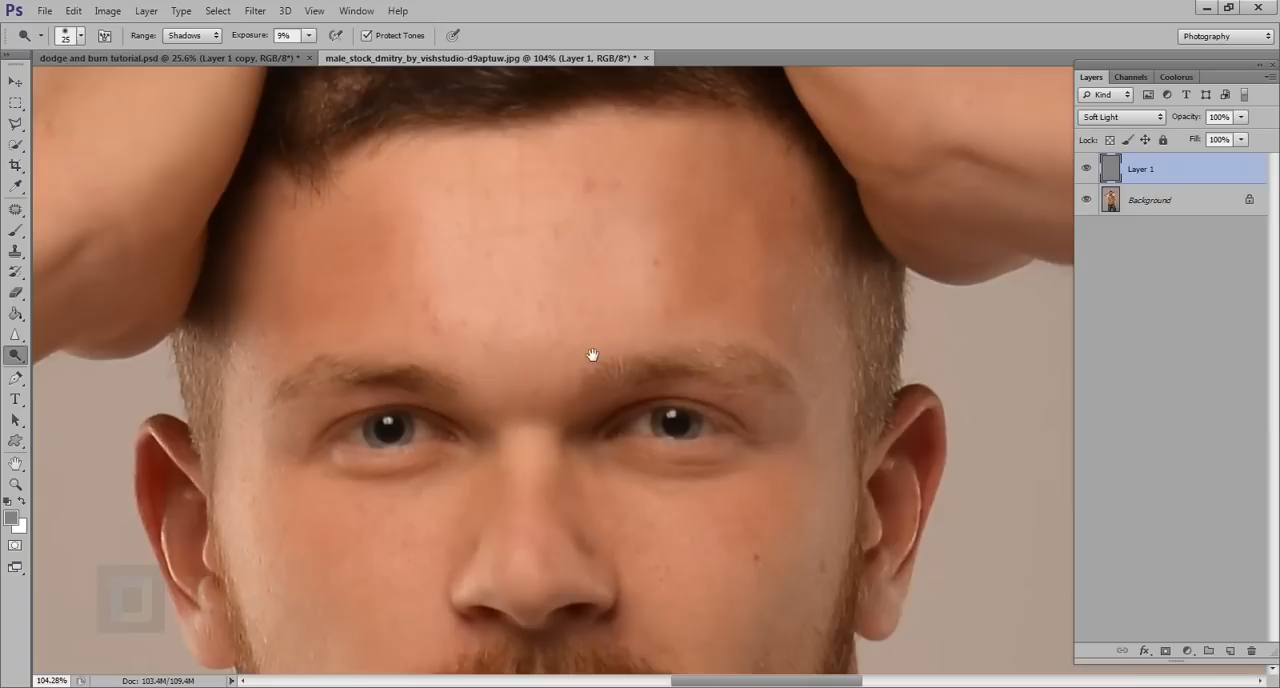 Ps File Edit Image Layer Type Select Filter 3D View Window Help
25 Range: Shadows Exposure: 9% Protect Tones Photography
dodge and burn tutorial.psd @ 25.6% (Layer 1 copy, RGB/8*) * × male_stock_dmitry_by_vishstudio-d9aptuw.jpg @ 104% (Layer 1, RGB/8*) * ×
Layers Channels Coolorus
Kind
Soft Light Opacity: 100%
Lock: Fill: 100%
Layer 1
Background
104.28% Doc: 103.4M/109.4M